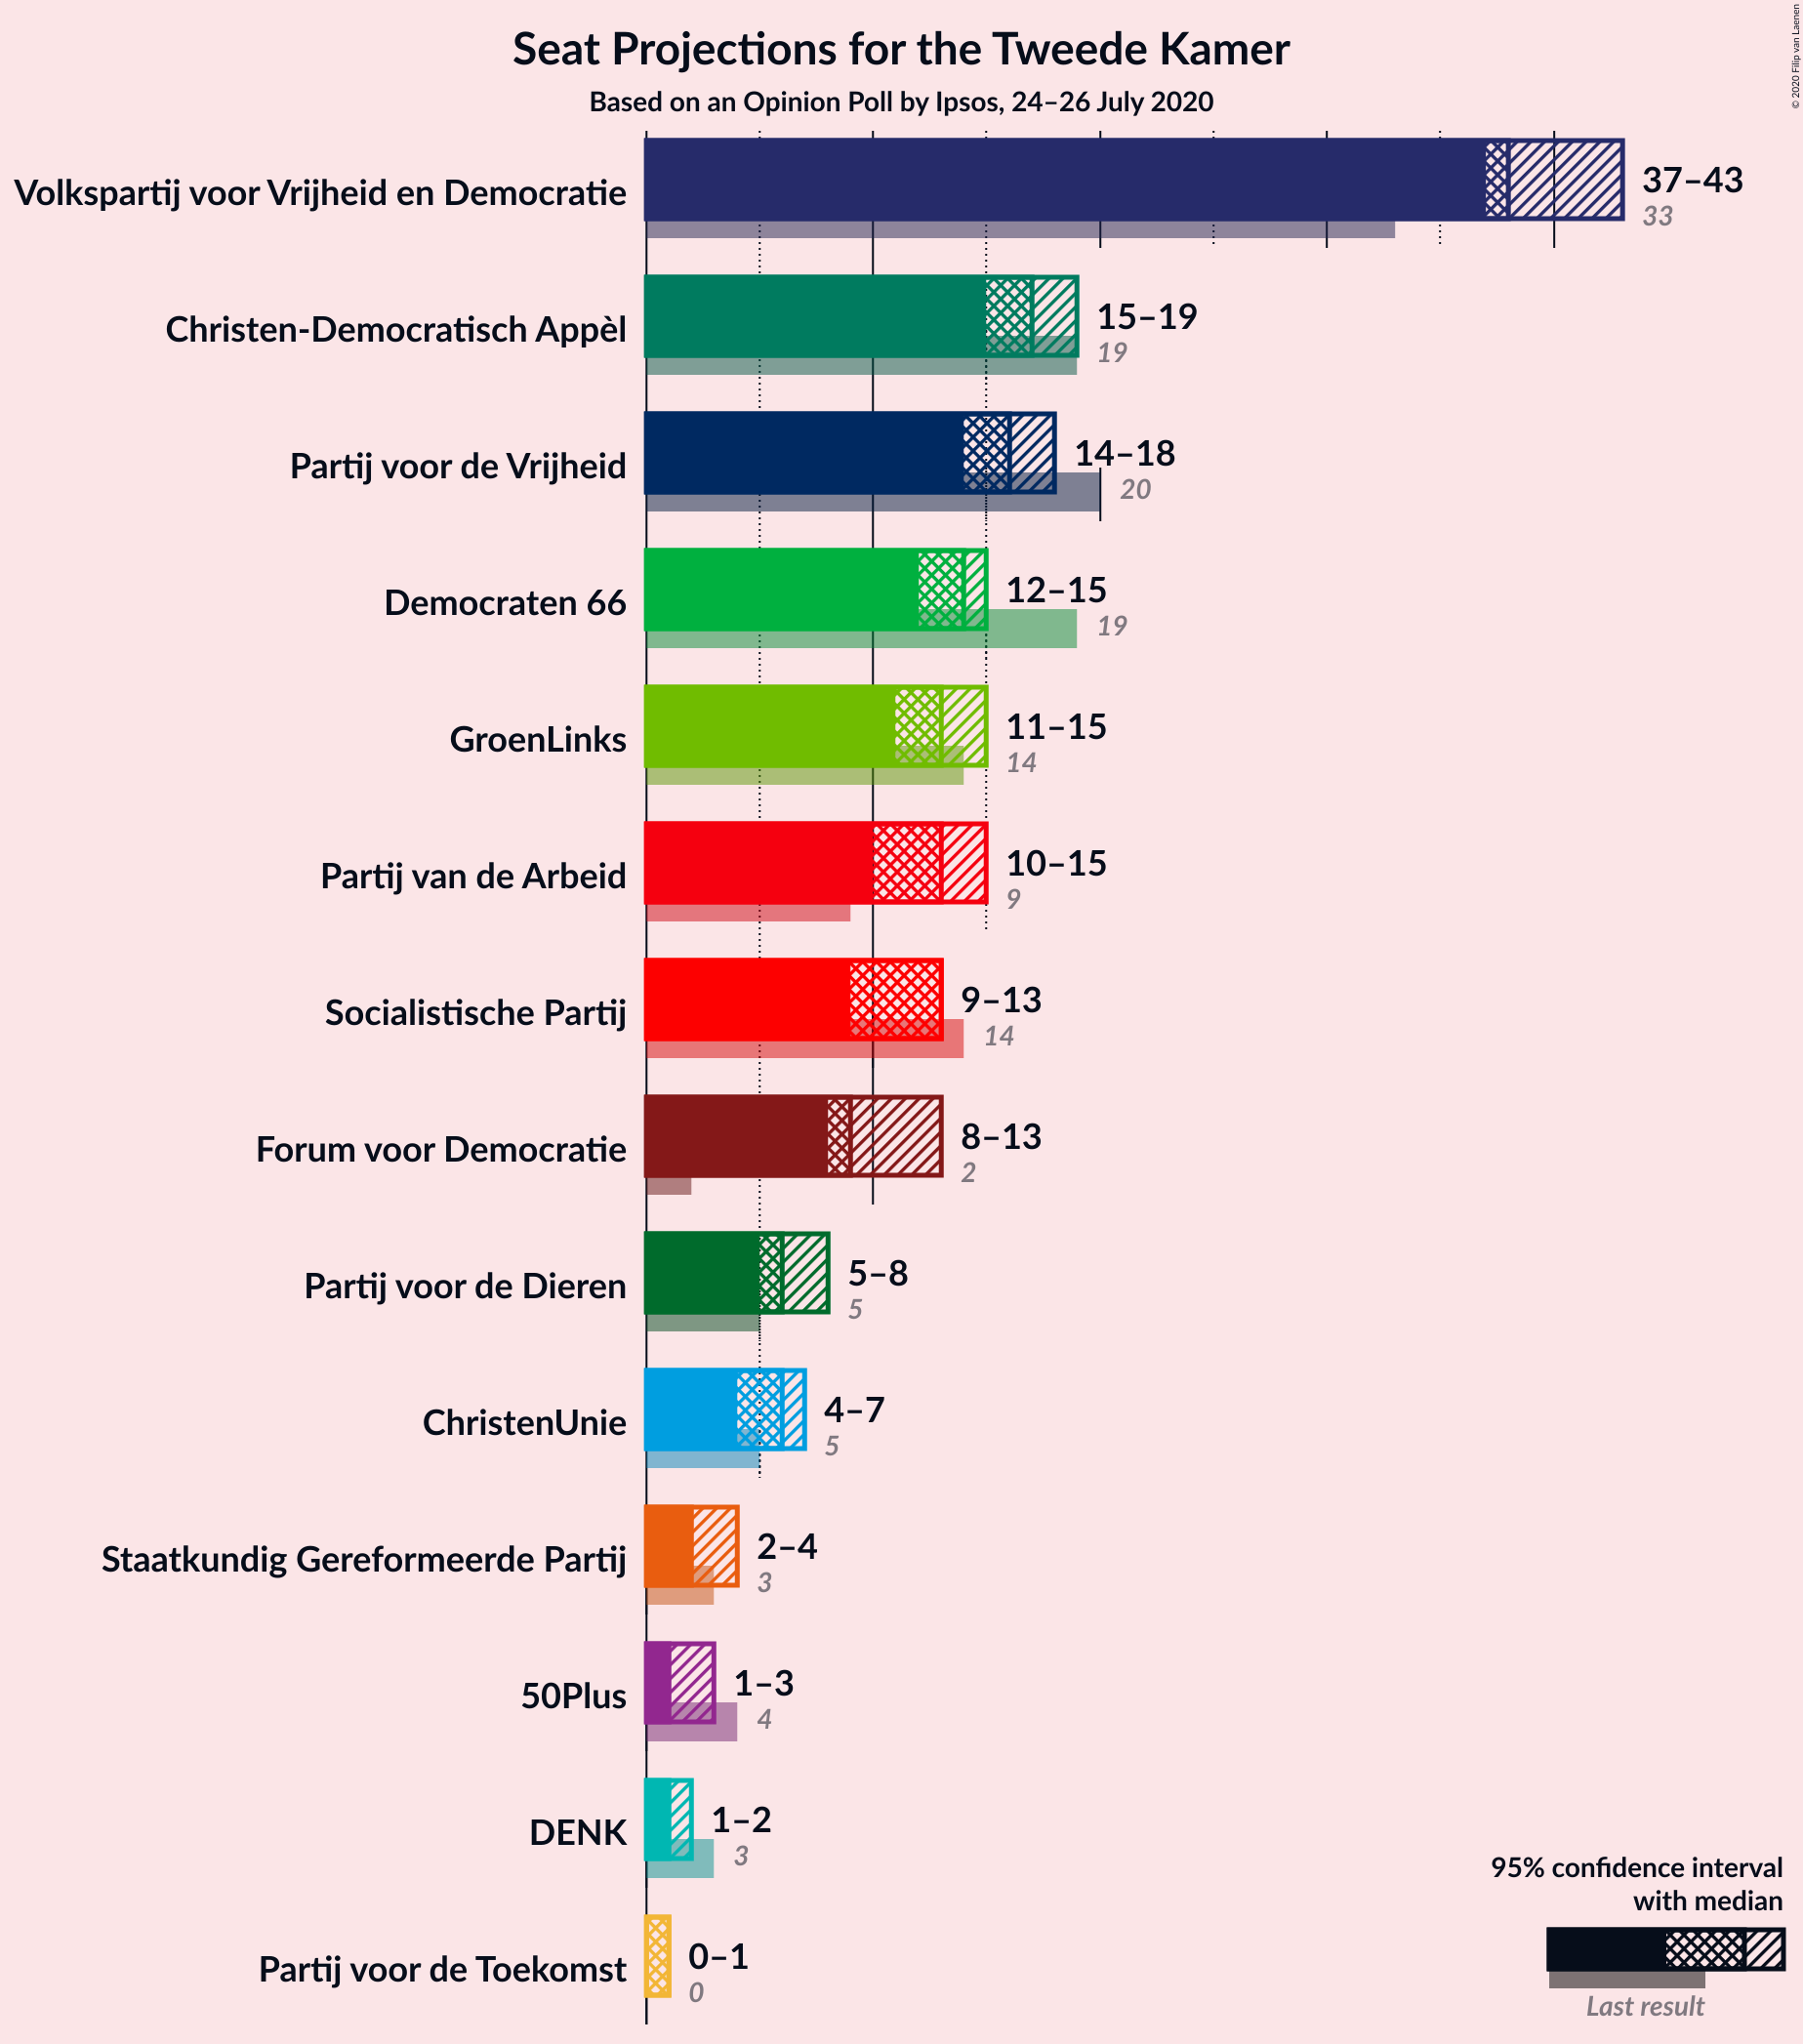 Seat Projections for the Tweede Kamer
Based on an Opinion Poll by Ipsos, 24–26 July 2020
© 2020 Filip van Laenen
Volkspartij voor Vrijheid en Democratie
37–43
33
Christen-Democratisch Appèl
15–19
19
Partij voor de Vrijheid
14–18
20
Democraten 66
12–15
19
GroenLinks
11–15
14
Partij van de Arbeid
10–15
9
Socialistische Partij
9–13
14
Forum voor Democratie
8–13
2
Partij voor de Dieren
5–8
5
ChristenUnie
4–7
5
Staatkundig Gereformeerde Partij
2–4
3
50Plus
1–3
4
DENK
1–2
3
Partij voor de Toekomst
0–1
0
95% confidence interval
with median
Last result